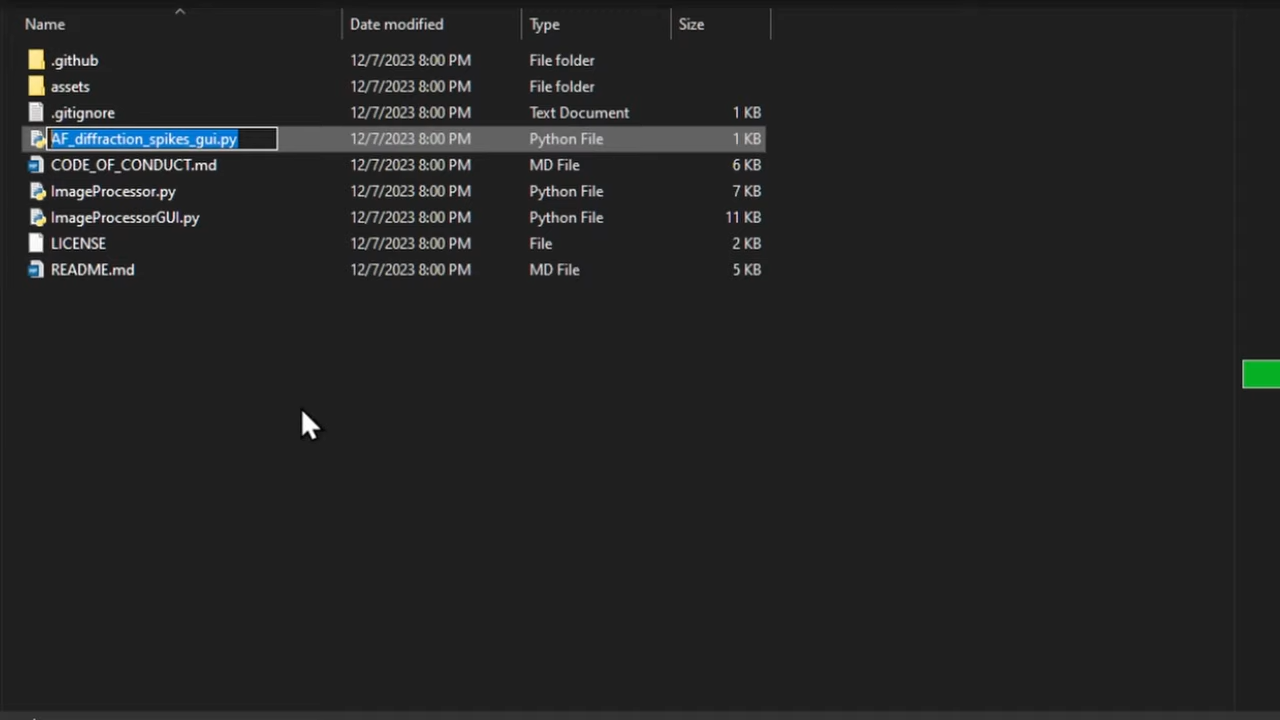 Name Date modified Type Size
.github 12/7/2023 8:00 PM File folder
assets 12/7/2023 8:00 PM File folder
.gitignore 12/7/2023 8:00 PM Text Document 1 KB
AF_diffraction_spikes_gui.py 12/7/2023 8:00 PM Python File 1 KB
CODE_OF_CONDUCT.md 12/7/2023 8:00 PM MD File 6 KB
ImageProcessor.py 12/7/2023 8:00 PM Python File 7 KB
ImageProcessorGUI.py 12/7/2023 8:00 PM Python File 11 KB
LICENSE 12/7/2023 8:00 PM File 2 KB
README.md 12/7/2023 8:00 PM MD File 5 KB